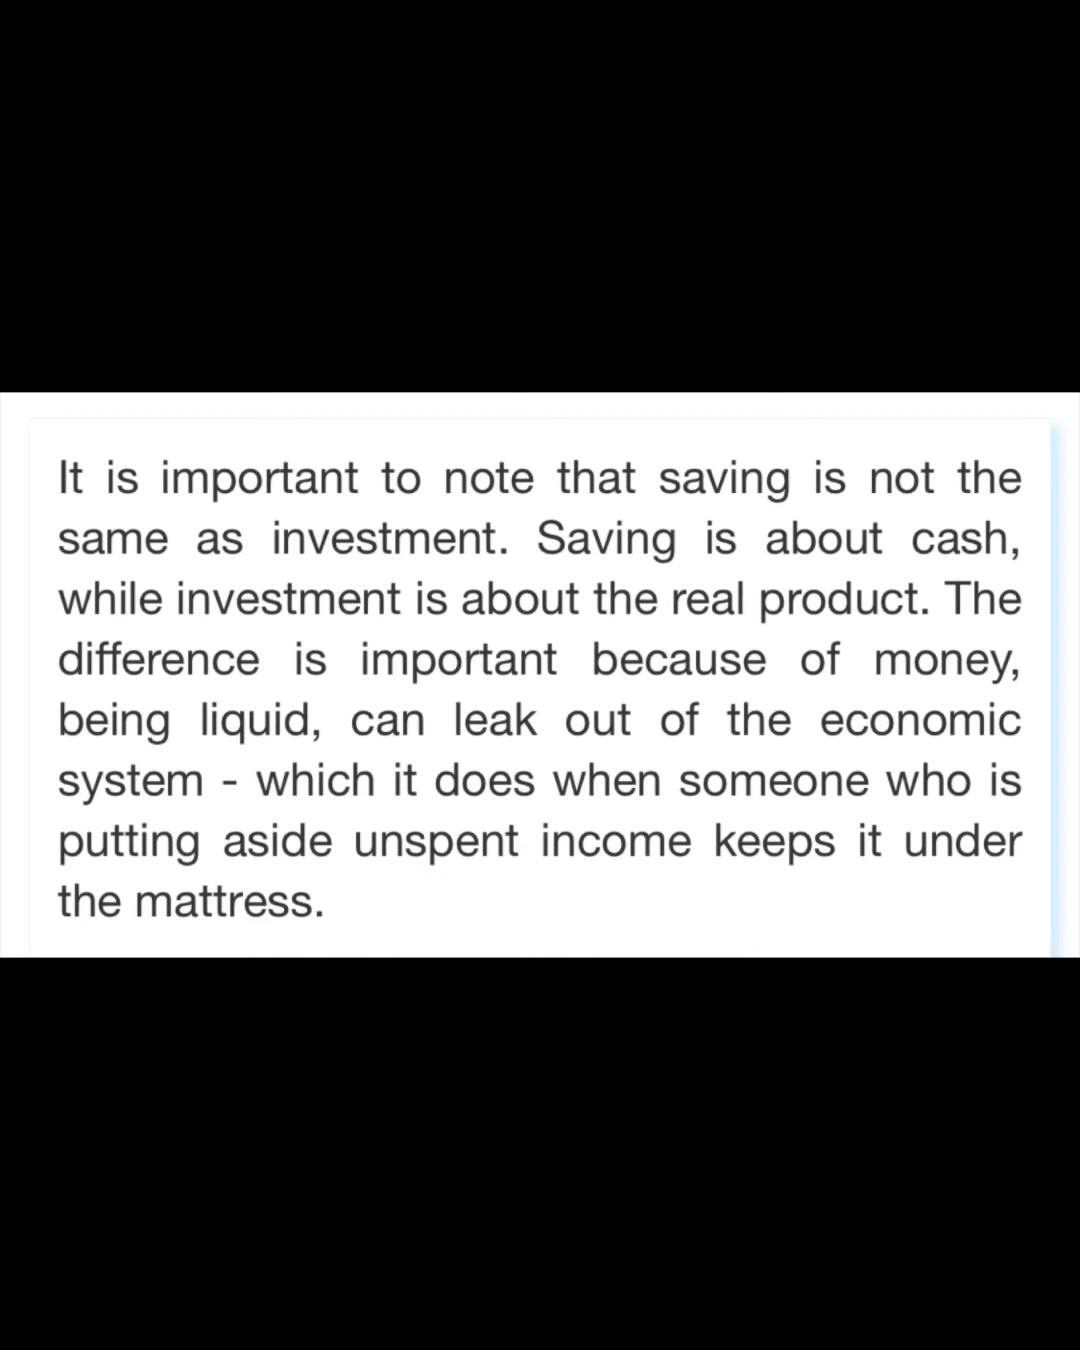 It is important to note that saving is not the
same as investment. Saving is about cash,
while investment is about the real product. The
difference is important because of money,
being liquid, can leak out of the economic
system - which it does when someone who is
putting aside unspent income keeps it under
the mattress.